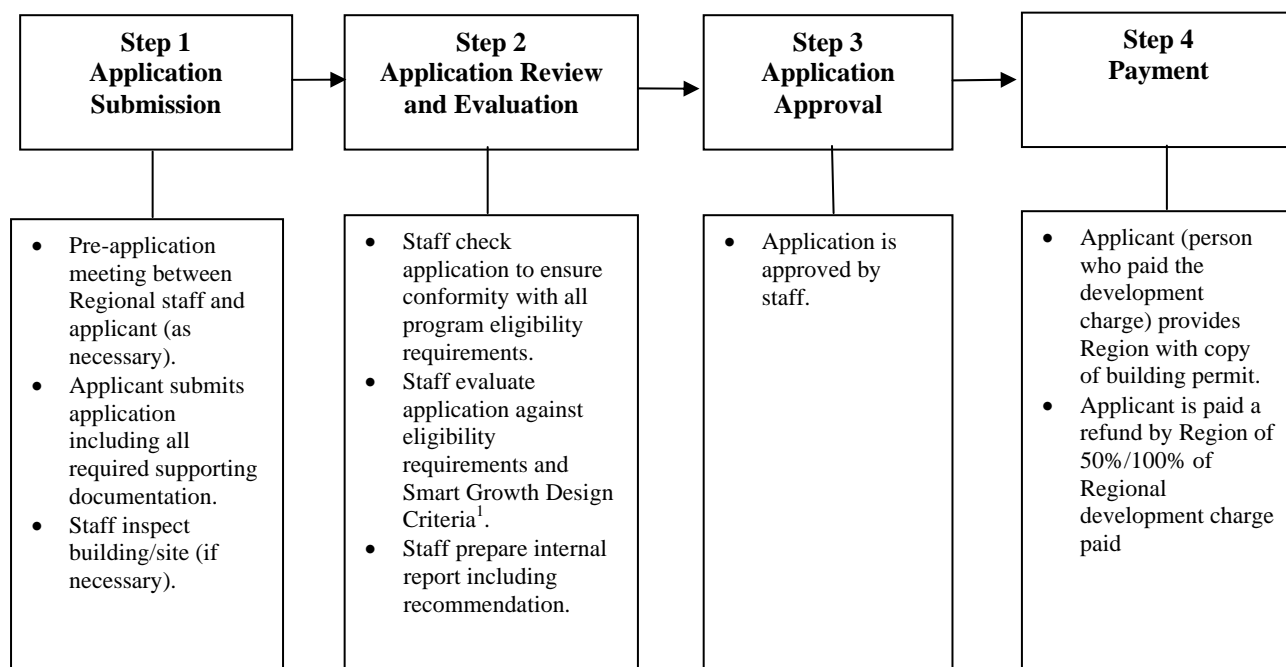 Step 1
Application
Submission
Step 2
Application Review
and Evaluation
Step 3
Application
Approval
Step 4
Payment
• Pre-application
meeting between
Regional staff and
applicant (as
necessary).
• Applicant submits
application
including all
required supporting
documentation.
• Staff inspect
building/site (if
necessary).
• Staff check
application to ensure
conformity with all
program eligibility
requirements.
• Staff evaluate
application against
eligibility
requirements and
Smart Growth Design
Criteria¹.
• Staff prepare internal
report including
recommendation.
• Application is
approved by
staff.
• Applicant (person
who paid the
development
charge) provides
Region with copy
of building permit.
• Applicant is paid a
refund by Region of
50%/100% of
Regional
development charge
paid